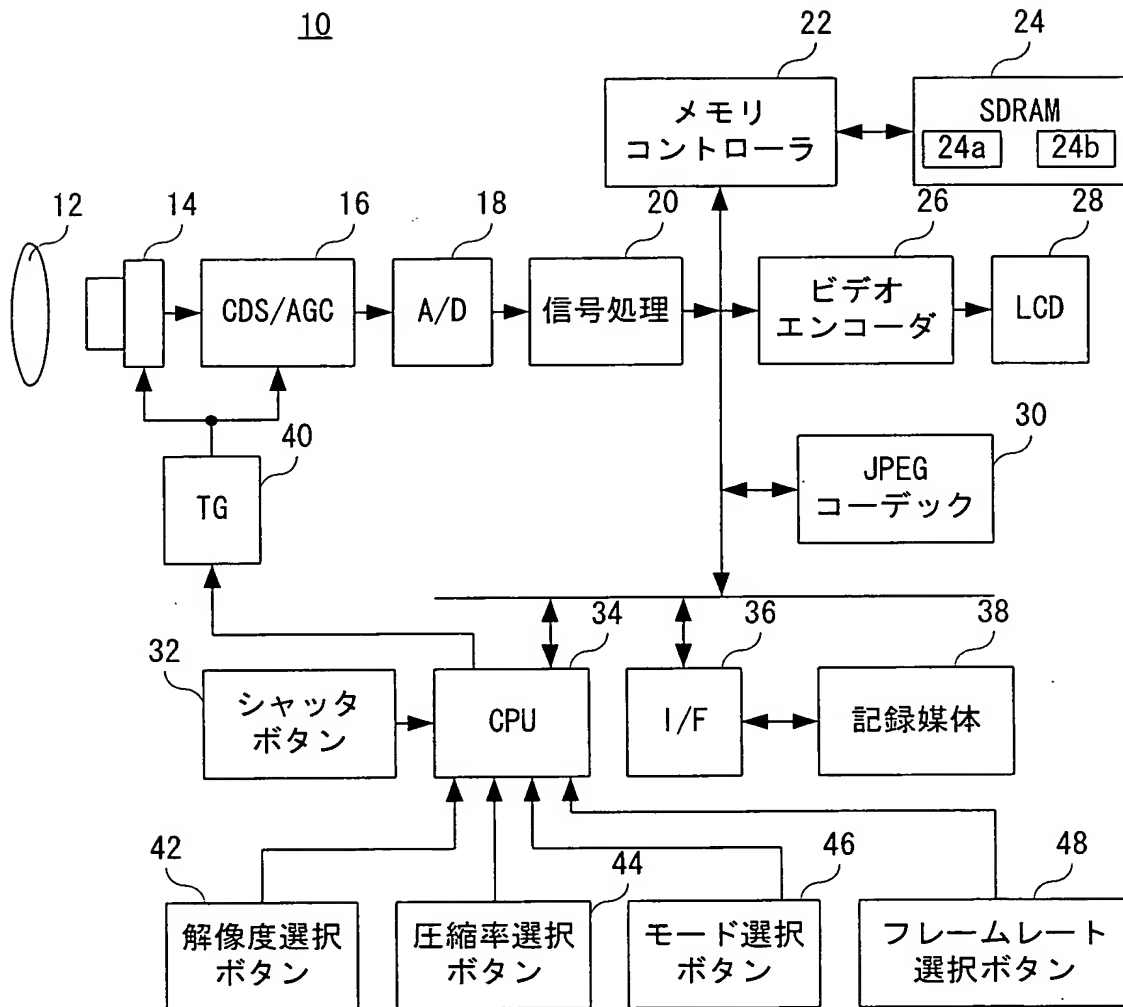 10
22
24
メモリ
コントローラ
SDRAM
24a
24b
12
14
16
18
20
26
28
CDS/AGC
A/D
信号処理
ビデオ
エンコーダ
LCD
40
30
TG
JPEG
コーデック
32
34
36
38
シャッタ
ボタン
CPU
I/F
記録媒体
42
44
46
48
解像度選択
ボタン
圧縮率選択
ボタン
モード選択
ボタン
フレームレート
選択ボタン